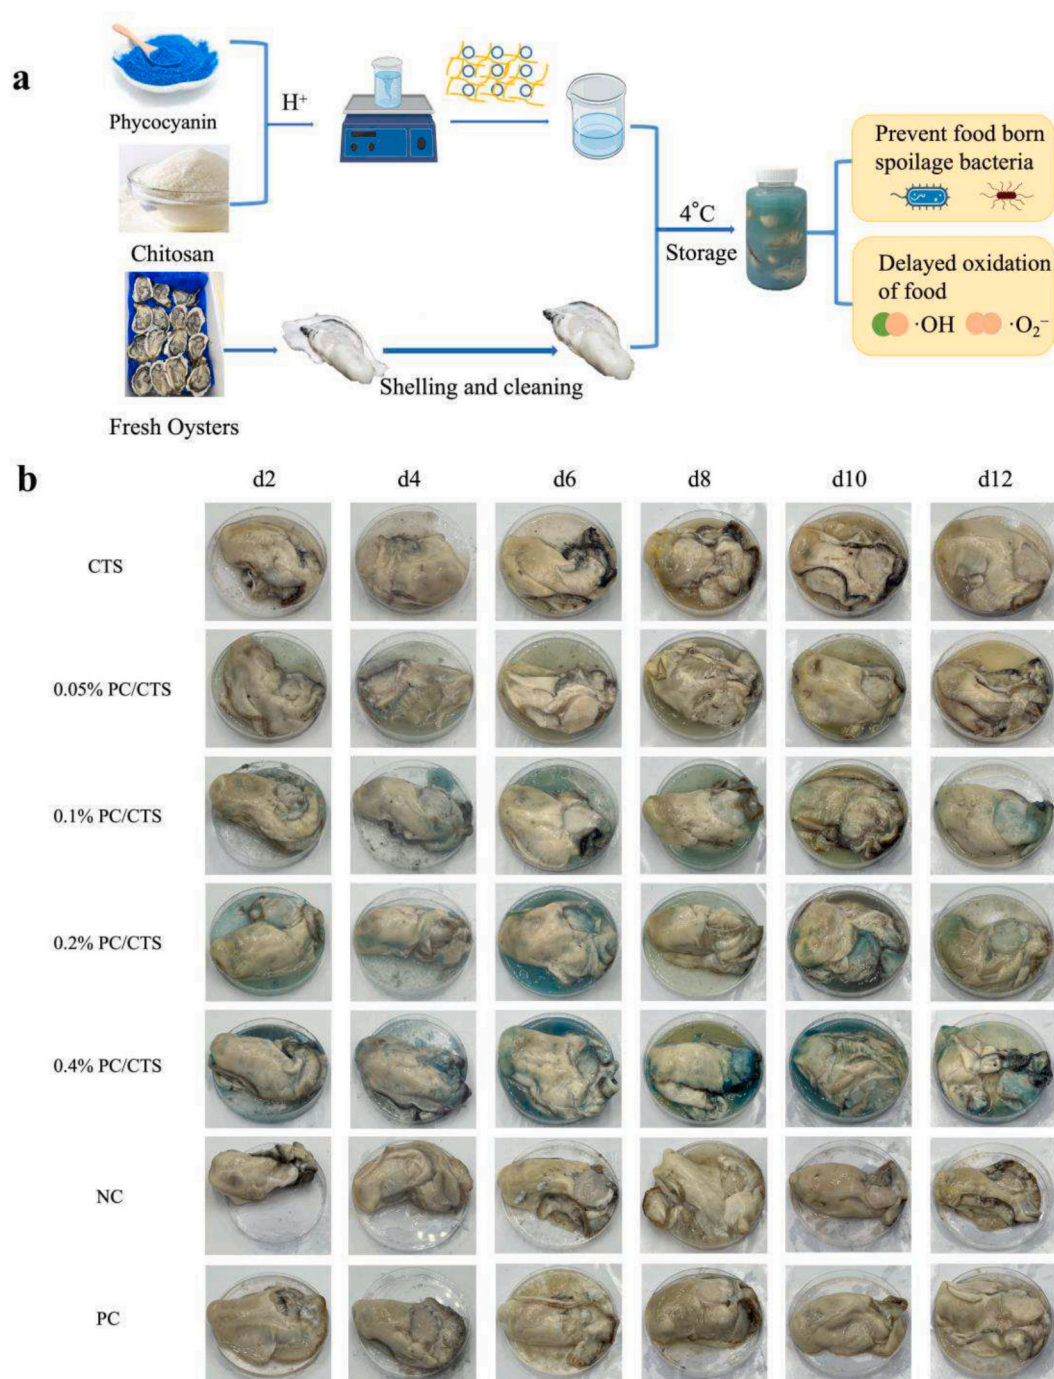 a
Phycocyanin
H⁺
Chitosan
Fresh Oysters
Shelling and cleaning
4°C
Storage
Prevent food born
spoilage bacteria
Delayed oxidation
of food
·OH ·O₂⁻
b
d2 d4 d6 d8 d10 d12
CTS
0.05% PC/CTS
0.1% PC/CTS
0.2% PC/CTS
0.4% PC/CTS
NC
PC